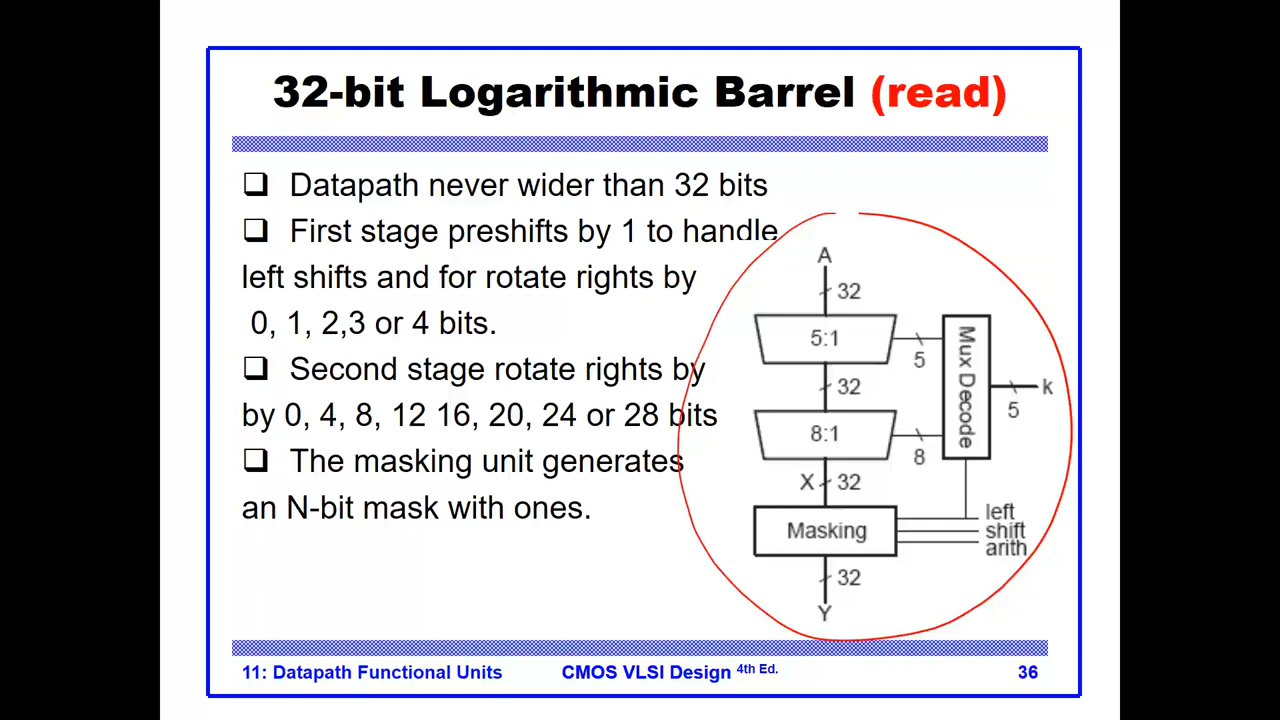 32-bit Logarithmic Barrel (read)
❑ Datapath never wider than 32 bits
❑ First stage preshifts by 1 to handle
left shifts and for rotate rights by
0, 1, 2,3 or 4 bits.
❑ Second stage rotate rights by
by 0, 4, 8, 12 16, 20, 24 or 28 bits
❑ The masking unit generates
an N-bit mask with ones.
A
32
5:1
5
Mux Decode
k
5
32
8:1
8
X 32
Masking
left
shift
arith
32
Y
11: Datapath Functional Units CMOS VLSI Design 4th Ed. 36